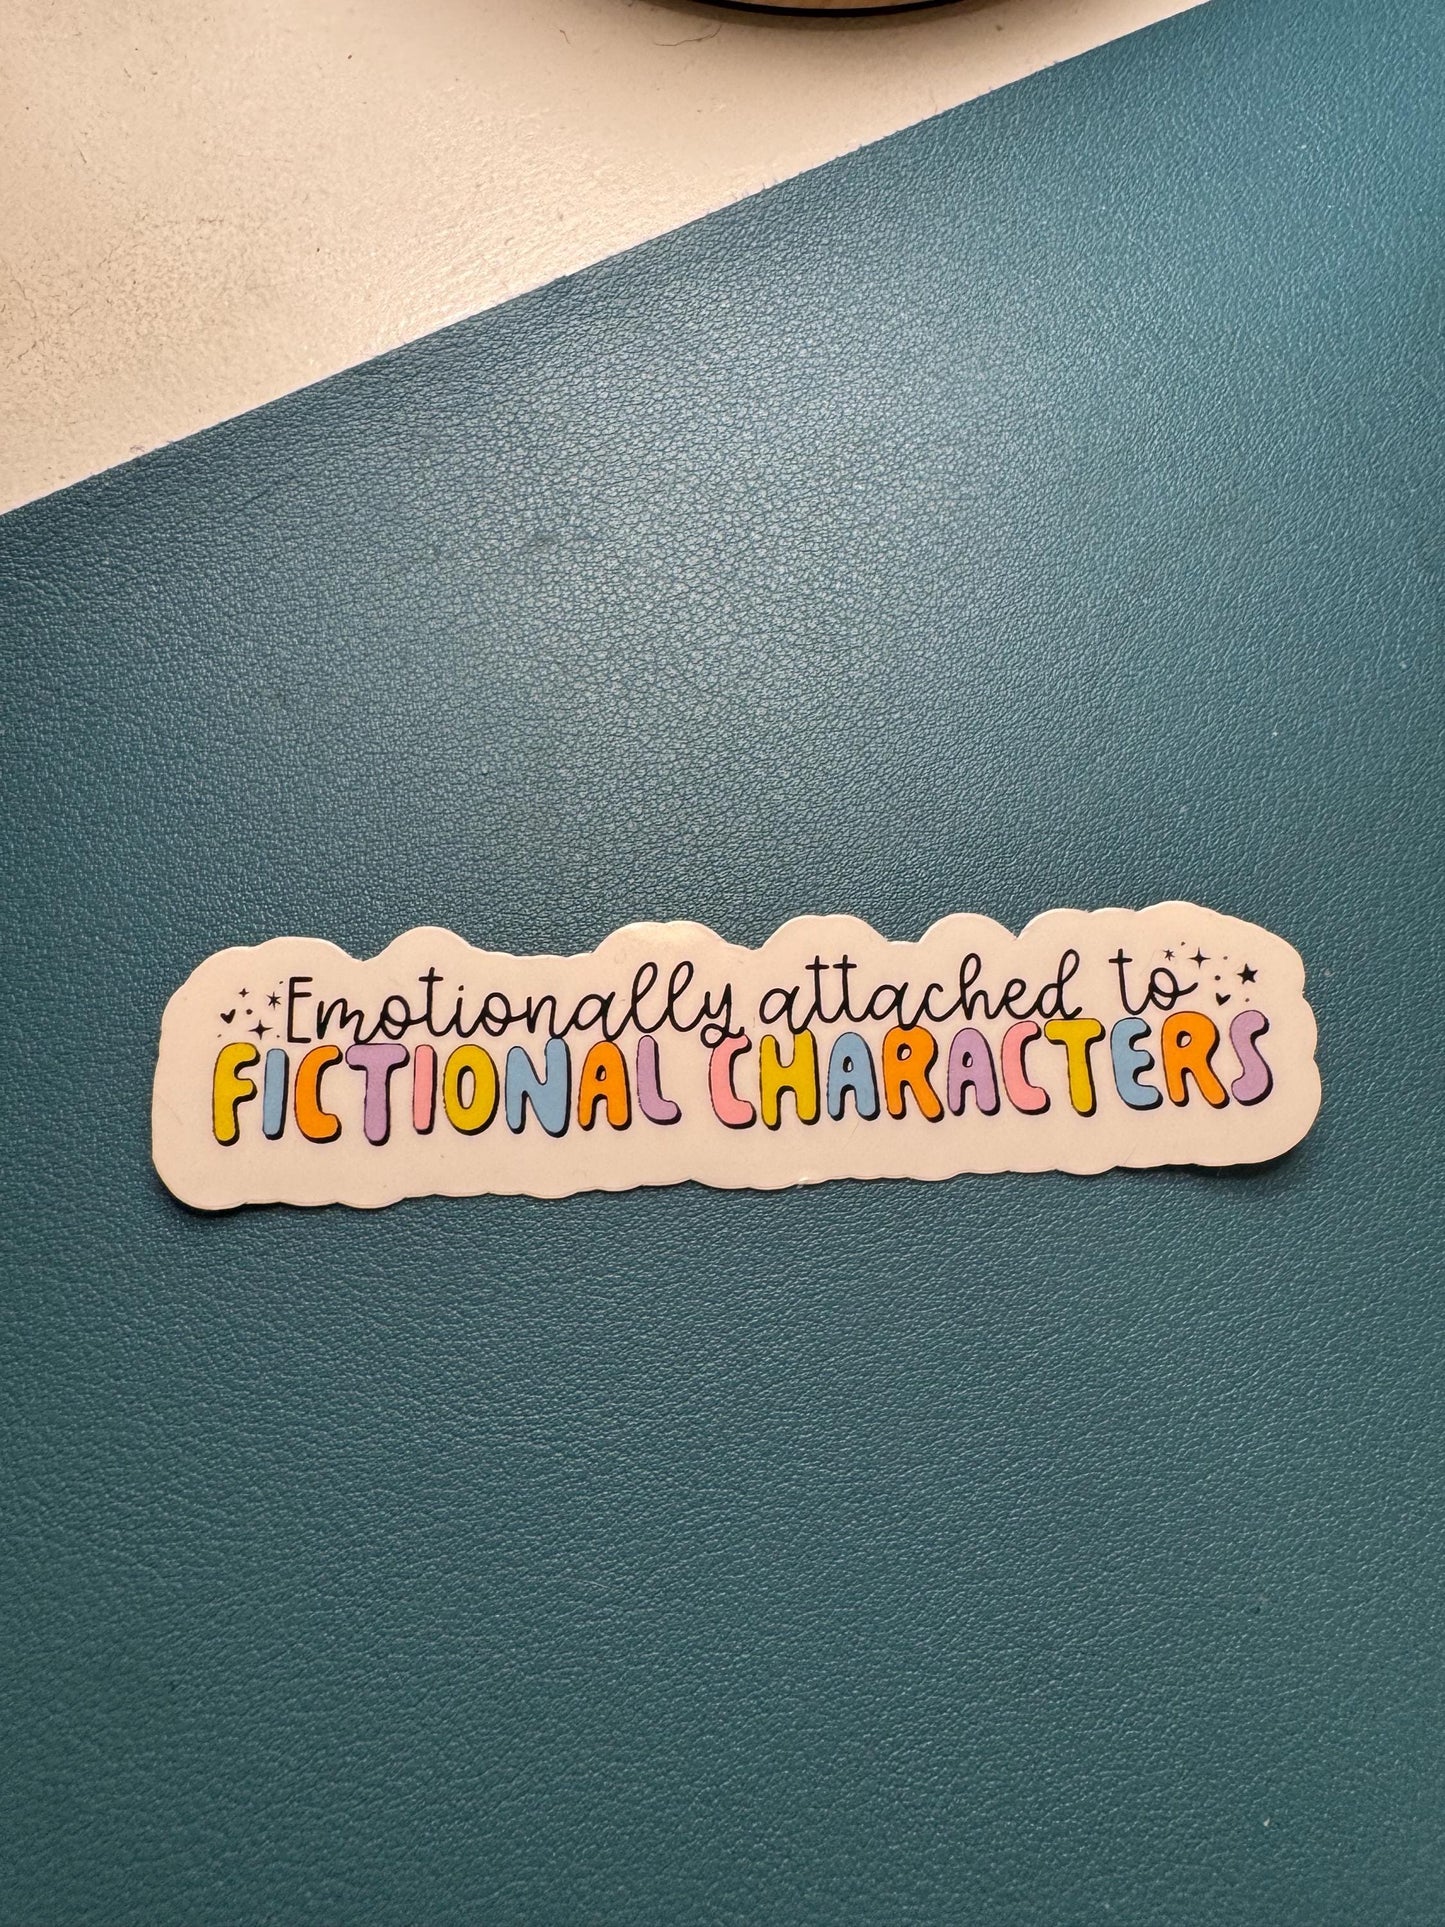 Emotionally attached to
FICTIONAL CHARACTERS